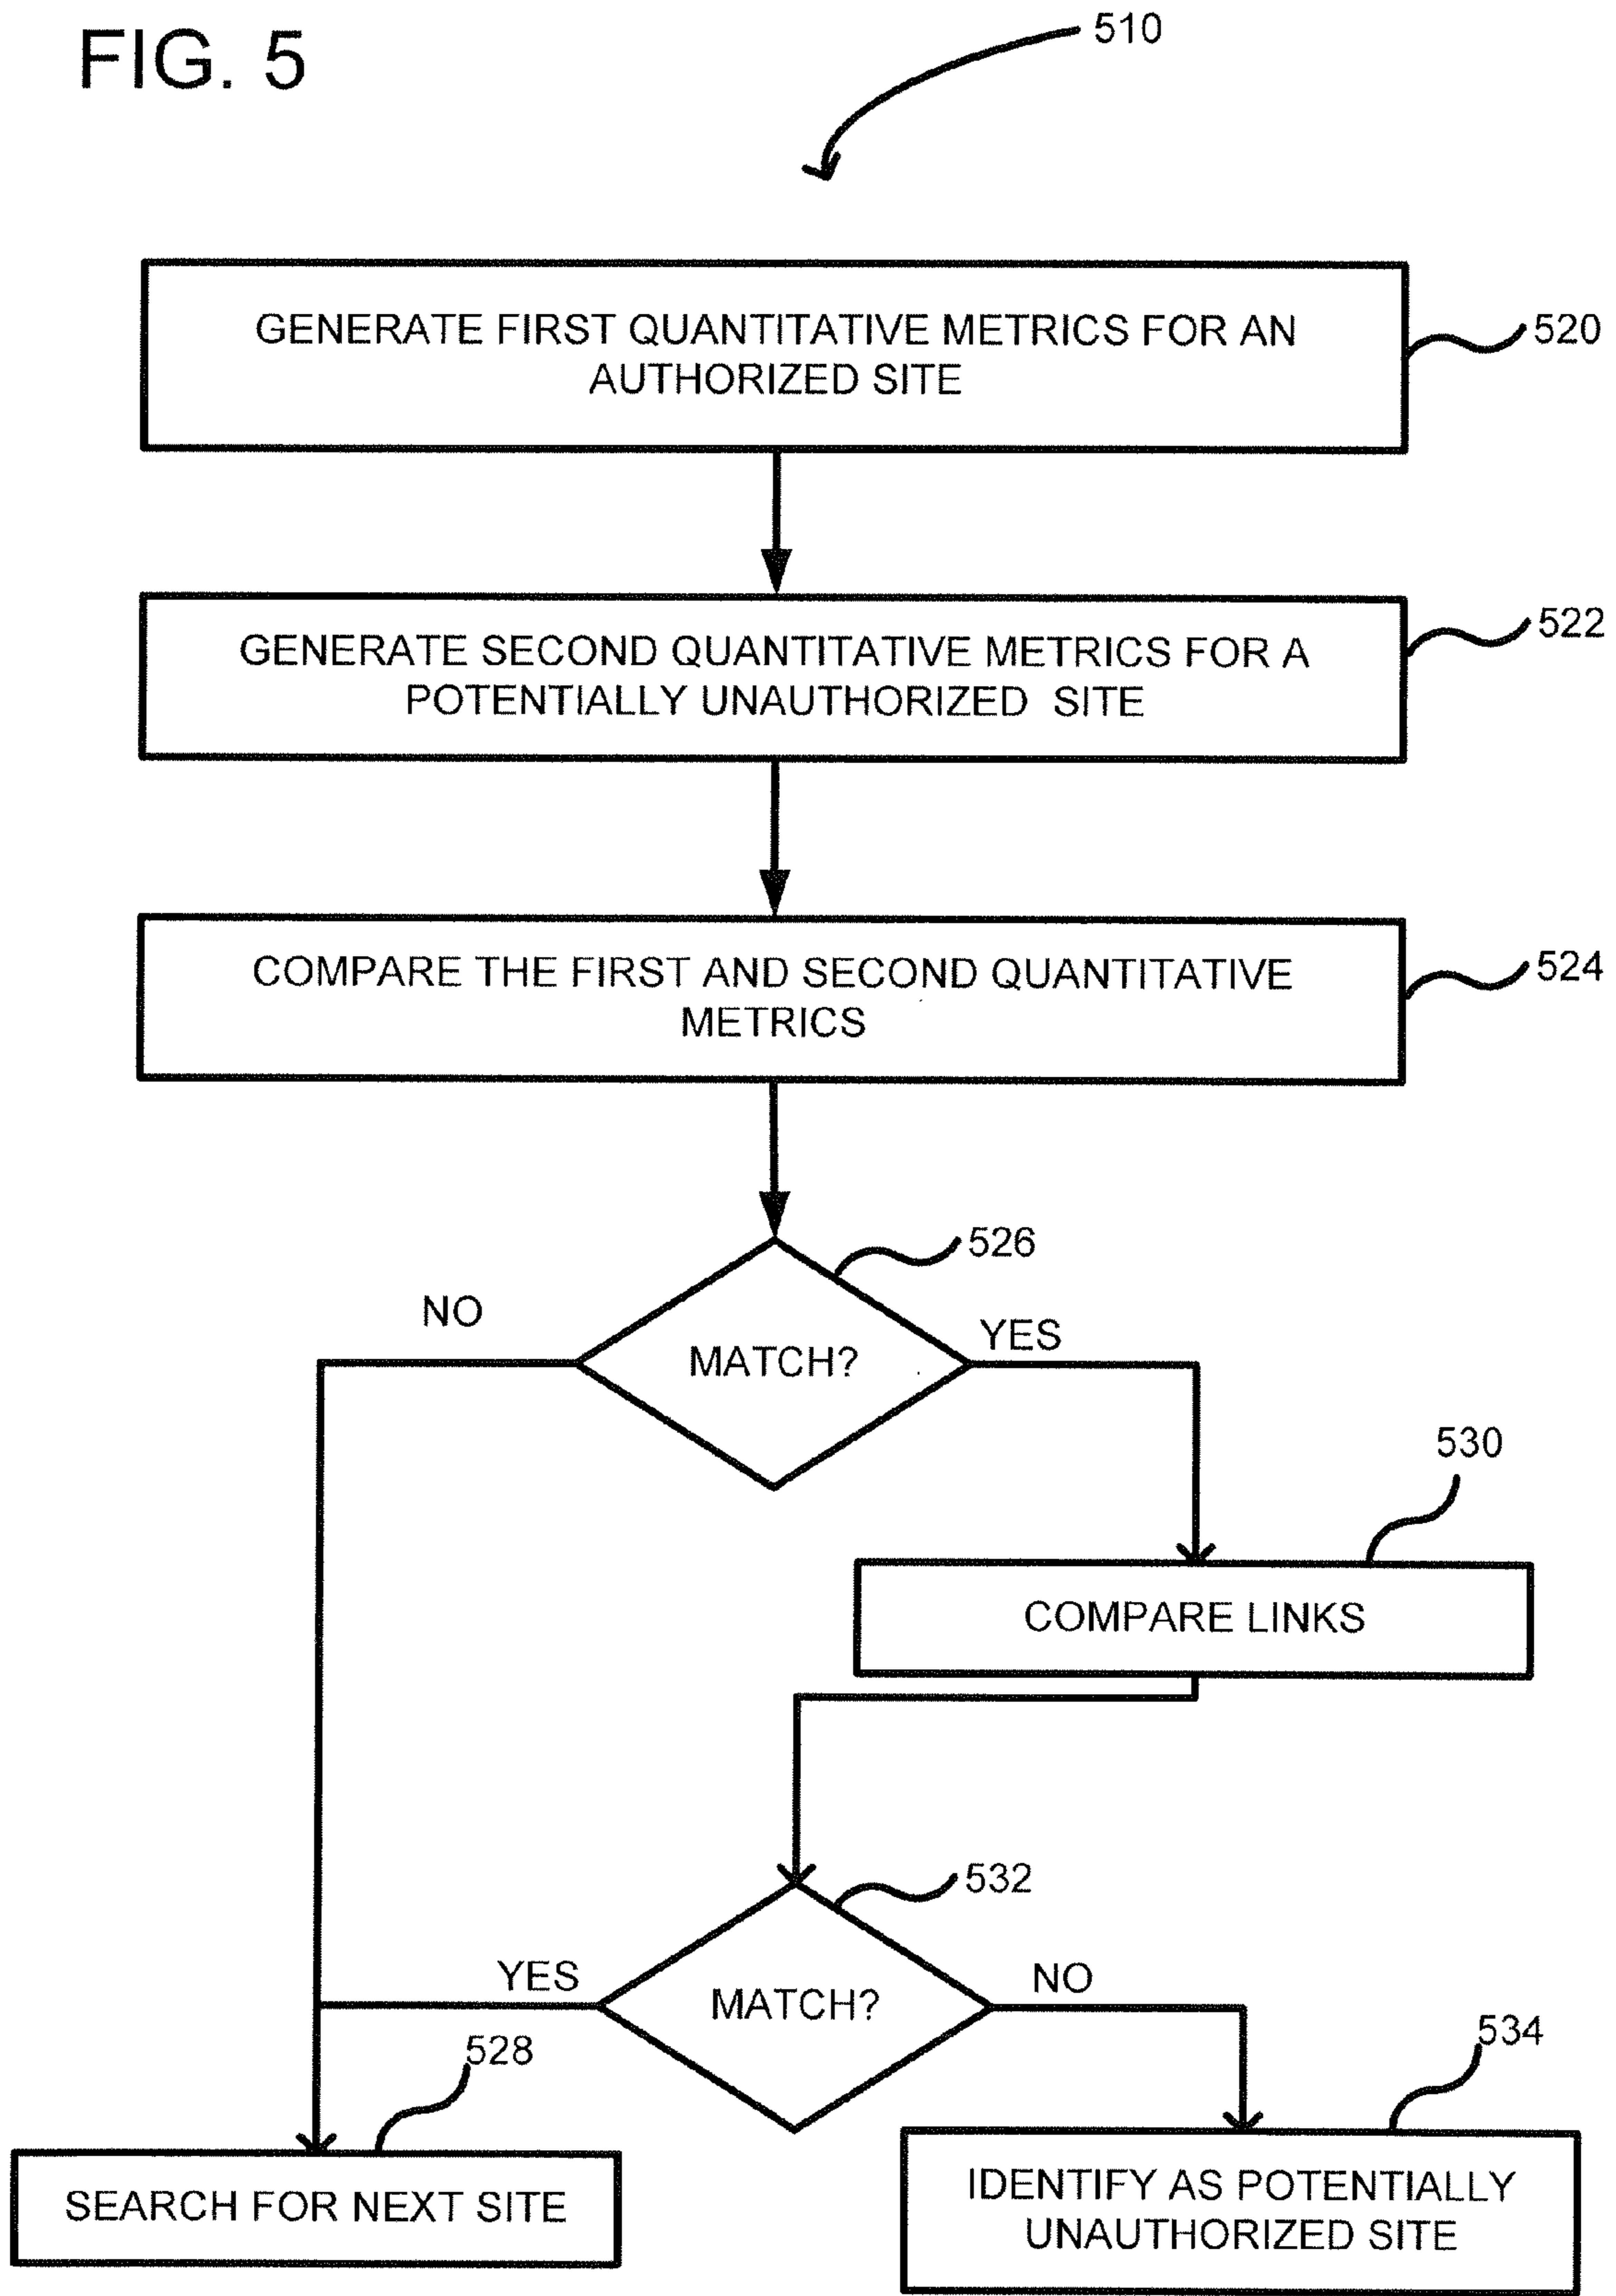 FIG. 5
510
GENERATE FIRST QUANTITATIVE METRICS FOR AN
AUTHORIZED SITE
520
GENERATE SECOND QUANTITATIVE METRICS FOR A
POTENTIALLY UNAUTHORIZED SITE
522
COMPARE THE FIRST AND SECOND QUANTITATIVE
METRICS
524
526
NO
YES
MATCH?
530
COMPARE LINKS
532
YES
NO
MATCH?
528
534
SEARCH FOR NEXT SITE
IDENTIFY AS POTENTIALLY
UNAUTHORIZED SITE